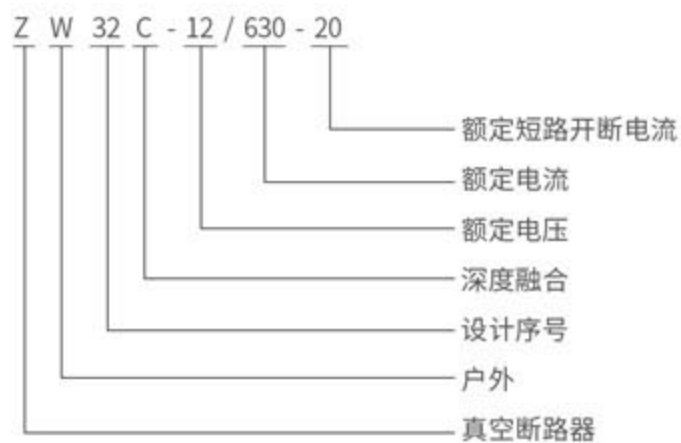 Z W 32 C - 12 / 630 - 20
额定短路开断电流
额定电流
额定电压
深度融合
设计序号
户外
真空断路器